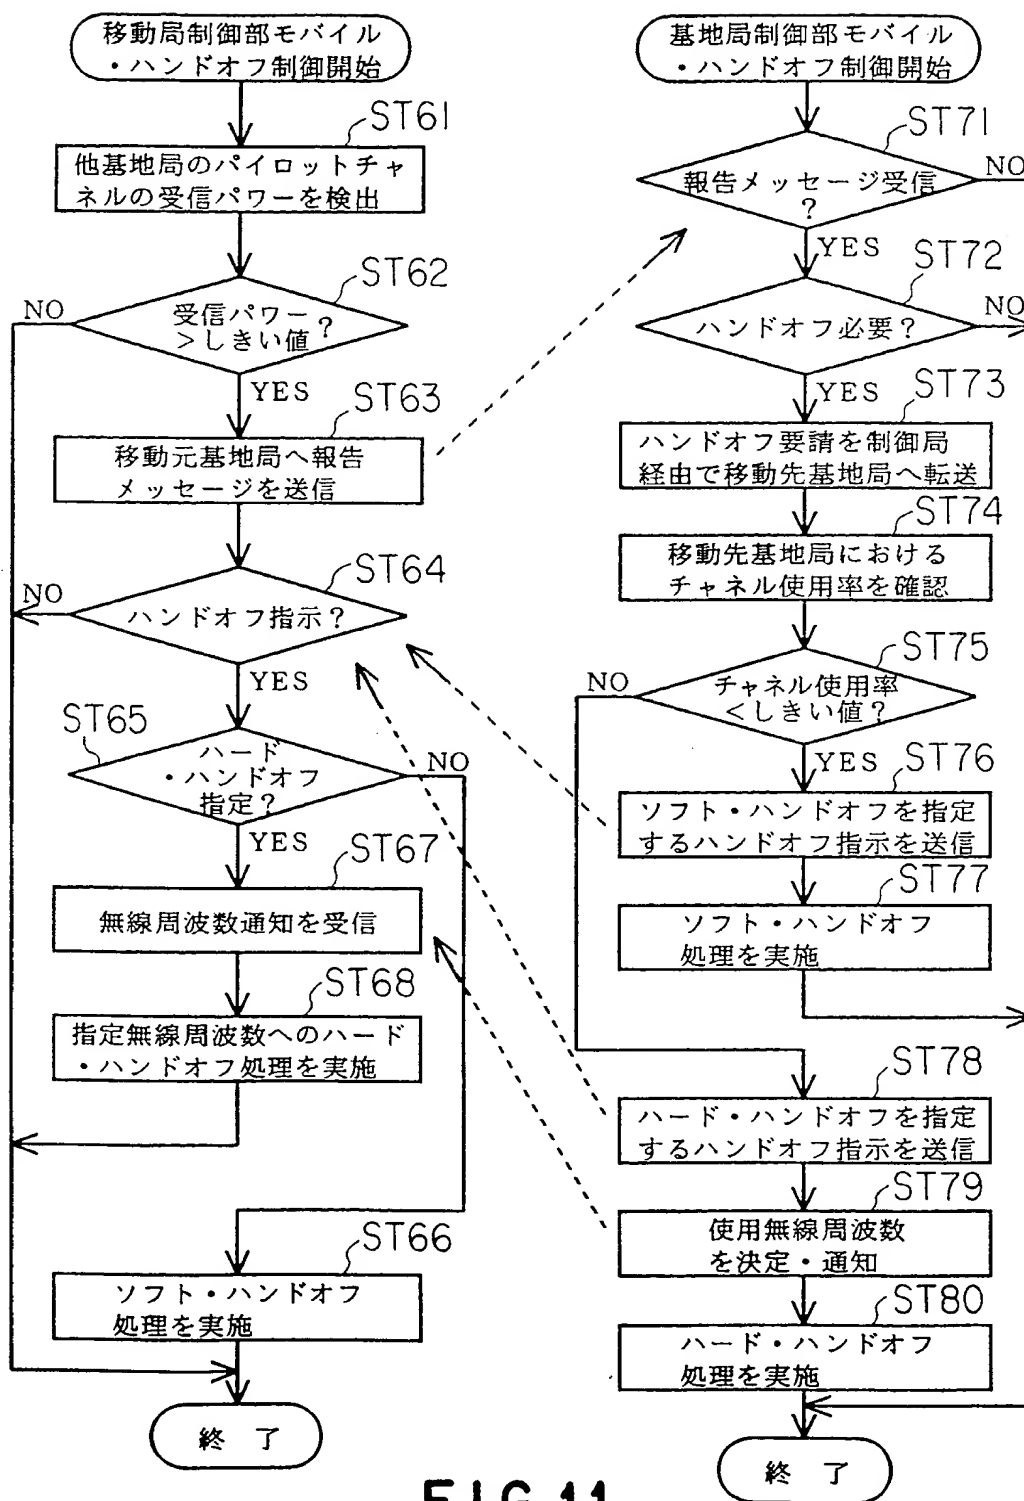 移動局制御部モバイル
・ハンドオフ制御開始
ST61
他基地局のパイロットチャ
ネルの受信パワーを検出
ST62
NO
受信パワー
>しきい値?
YES
ST63
移動元基地局へ報告
メッセージを送信
ST64
NO
ハンドオフ指示?
YES
ST65
ハード
・ハンドオフ
指定?
NO
YES
ST67
無線周波数通知を受信
ST68
指定無線周波数へのハード
・ハンドオフ処理を実施
ST66
ソフト・ハンドオフ
処理を実施
終 了
基地局制御部モバイル
・ハンドオフ制御開始
ST71
報告メッセージ受信
?
NO
YES
ST72
ハンドオフ必要?
NO
YES
ST73
ハンドオフ要請を制御局
経由で移動先基地局へ転送
ST74
移動先基地局における
チャネル使用率を確認
ST75
NO
チャネル使用率
<しきい値?
YES
ST76
ソフト・ハンドオフを指定
するハンドオフ指示を送信
ST77
ソフト・ハンドオフ
処理を実施
ST78
ハード・ハンドオフを指定
するハンドオフ指示を送信
ST79
使用無線周波数
を決定・通知
ST80
ハード・ハンドオフ
処理を実施
終 了
FIG.11